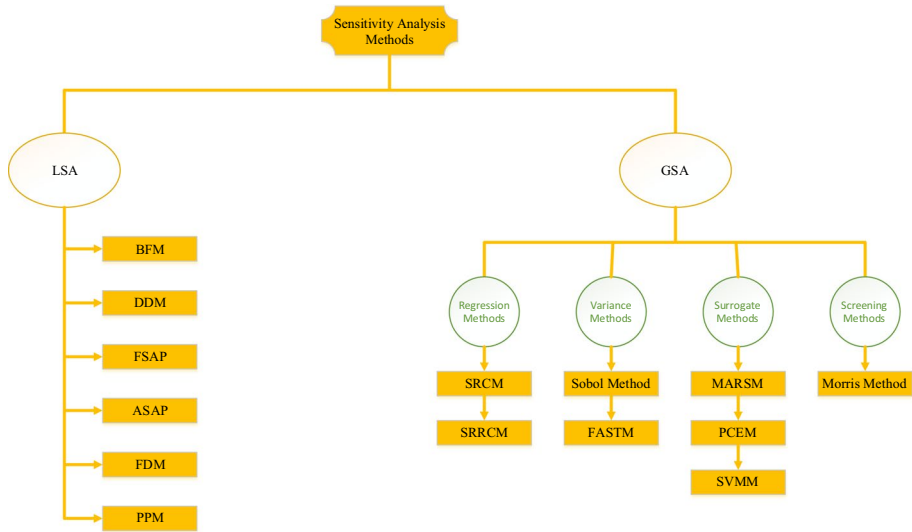 Sensitivity Analysis
Methods
LSA
GSA
BFM
DDM
FSAP
ASAP
FDM
PPM
Regression
Methods
SRCM
SRRCM
Variance
Methods
Sobol Method
FASTM
Surrogate
Methods
MARSM
PCEM
SVMM
Screening
Methods
Morris Method